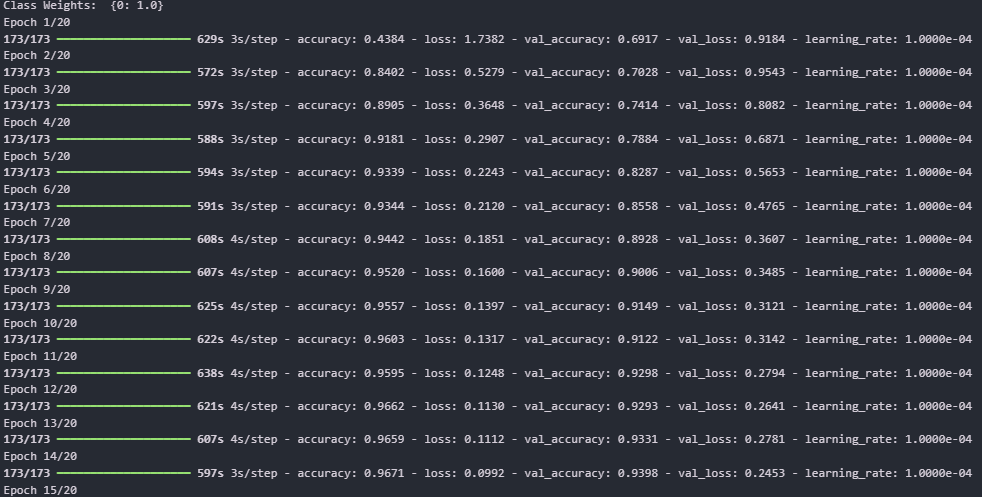 Class Weights:  {0: 1.0}
Epoch 1/20
173/173 ━━━━━━━━━━━━━━━━━━━━ 629s 3s/step - accuracy: 0.4384 - loss: 1.7382 - val_accuracy: 0.6917 - val_loss: 0.9184 - learning_rate: 1.0000e-04
Epoch 2/20
173/173 ━━━━━━━━━━━━━━━━━━━━ 572s 3s/step - accuracy: 0.8402 - loss: 0.5279 - val_accuracy: 0.7028 - val_loss: 0.9543 - learning_rate: 1.0000e-04
Epoch 3/20
173/173 ━━━━━━━━━━━━━━━━━━━━ 597s 3s/step - accuracy: 0.8905 - loss: 0.3648 - val_accuracy: 0.7414 - val_loss: 0.8082 - learning_rate: 1.0000e-04
Epoch 4/20
173/173 ━━━━━━━━━━━━━━━━━━━━ 588s 3s/step - accuracy: 0.9181 - loss: 0.2907 - val_accuracy: 0.7884 - val_loss: 0.6871 - learning_rate: 1.0000e-04
Epoch 5/20
173/173 ━━━━━━━━━━━━━━━━━━━━ 594s 3s/step - accuracy: 0.9339 - loss: 0.2243 - val_accuracy: 0.8287 - val_loss: 0.5653 - learning_rate: 1.0000e-04
Epoch 6/20
173/173 ━━━━━━━━━━━━━━━━━━━━ 591s 3s/step - accuracy: 0.9344 - loss: 0.2120 - val_accuracy: 0.8558 - val_loss: 0.4765 - learning_rate: 1.0000e-04
Epoch 7/20
173/173 ━━━━━━━━━━━━━━━━━━━━ 608s 4s/step - accuracy: 0.9442 - loss: 0.1851 - val_accuracy: 0.8928 - val_loss: 0.3607 - learning_rate: 1.0000e-04
Epoch 8/20
173/173 ━━━━━━━━━━━━━━━━━━━━ 607s 4s/step - accuracy: 0.9520 - loss: 0.1600 - val_accuracy: 0.9006 - val_loss: 0.3485 - learning_rate: 1.0000e-04
Epoch 9/20
173/173 ━━━━━━━━━━━━━━━━━━━━ 625s 4s/step - accuracy: 0.9557 - loss: 0.1397 - val_accuracy: 0.9149 - val_loss: 0.3121 - learning_rate: 1.0000e-04
Epoch 10/20
173/173 ━━━━━━━━━━━━━━━━━━━━ 622s 4s/step - accuracy: 0.9603 - loss: 0.1317 - val_accuracy: 0.9122 - val_loss: 0.3142 - learning_rate: 1.0000e-04
Epoch 11/20
173/173 ━━━━━━━━━━━━━━━━━━━━ 638s 4s/step - accuracy: 0.9595 - loss: 0.1248 - val_accuracy: 0.9298 - val_loss: 0.2794 - learning_rate: 1.0000e-04
Epoch 12/20
173/173 ━━━━━━━━━━━━━━━━━━━━ 621s 4s/step - accuracy: 0.9662 - loss: 0.1130 - val_accuracy: 0.9293 - val_loss: 0.2641 - learning_rate: 1.0000e-04
Epoch 13/20
173/173 ━━━━━━━━━━━━━━━━━━━━ 607s 4s/step - accuracy: 0.9659 - loss: 0.1112 - val_accuracy: 0.9331 - val_loss: 0.2781 - learning_rate: 1.0000e-04
Epoch 14/20
173/173 ━━━━━━━━━━━━━━━━━━━━ 597s 3s/step - accuracy: 0.9671 - loss: 0.0992 - val_accuracy: 0.9398 - val_loss: 0.2453 - learning_rate: 1.0000e-04
Epoch 15/20